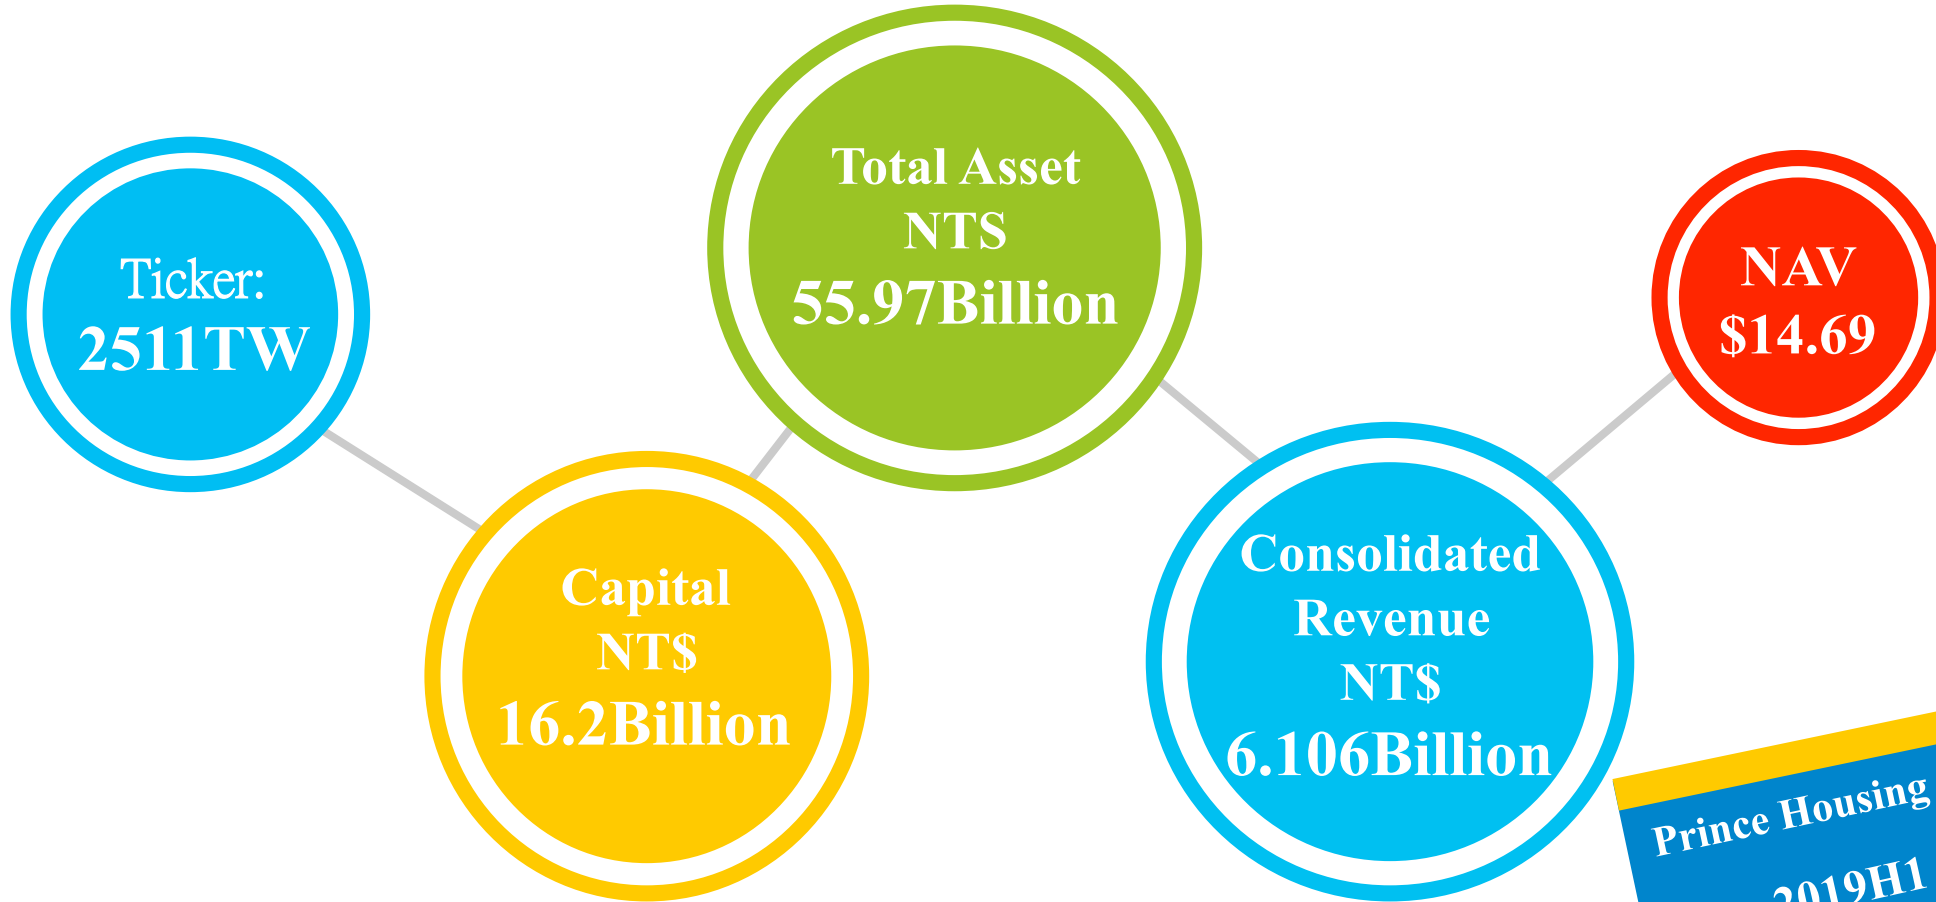 Ticker:
2511TW
Capital
NT$
16.2Billion
Total Asset
NTS
55.97Billion
Consolidated
Revenue
NT$
6.106Billion
NAV
$14.69
Prince Housing
2019H1